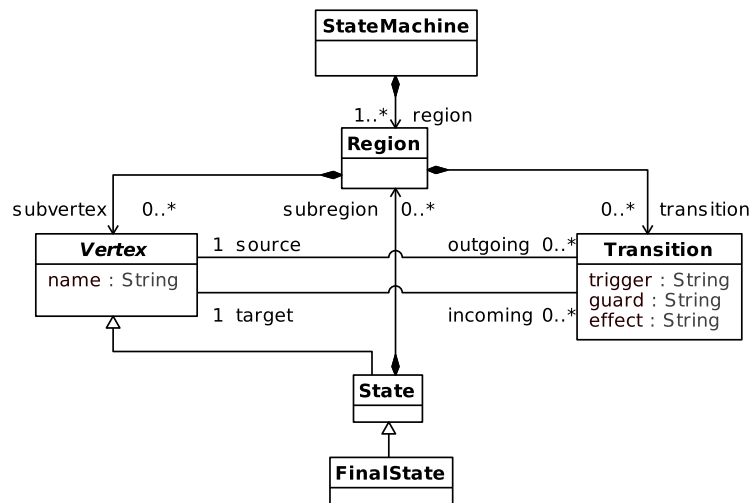 StateMachine
1..* region
Region
subvertex 0..* subregion 0..* 0..* transition
Vertex 1 source outgoing 0..* Transition
name : String trigger : String
guard : String
1 target incoming 0..* effect : String
State
FinalState